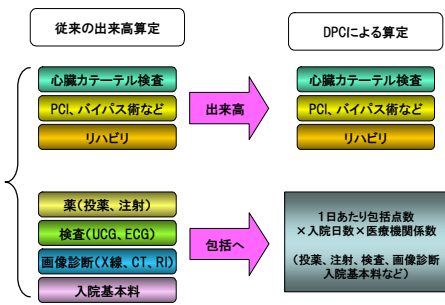 従来の出来高算定
DPCによる算定
心臓カテーテル検査
PCI、バイパス術など
リハビリ
出来高
心臓カテーテル検査
PCI、バイパス術など
リハビリ
薬(投薬、注射)
検査(UCG、ECG)
画像診断(X線、CT、RI)
入院基本料
包括へ
1日あたり包括点数
×入院日数×医療機関係数
(投薬、注射、検査、画像診断
入院基本料など)